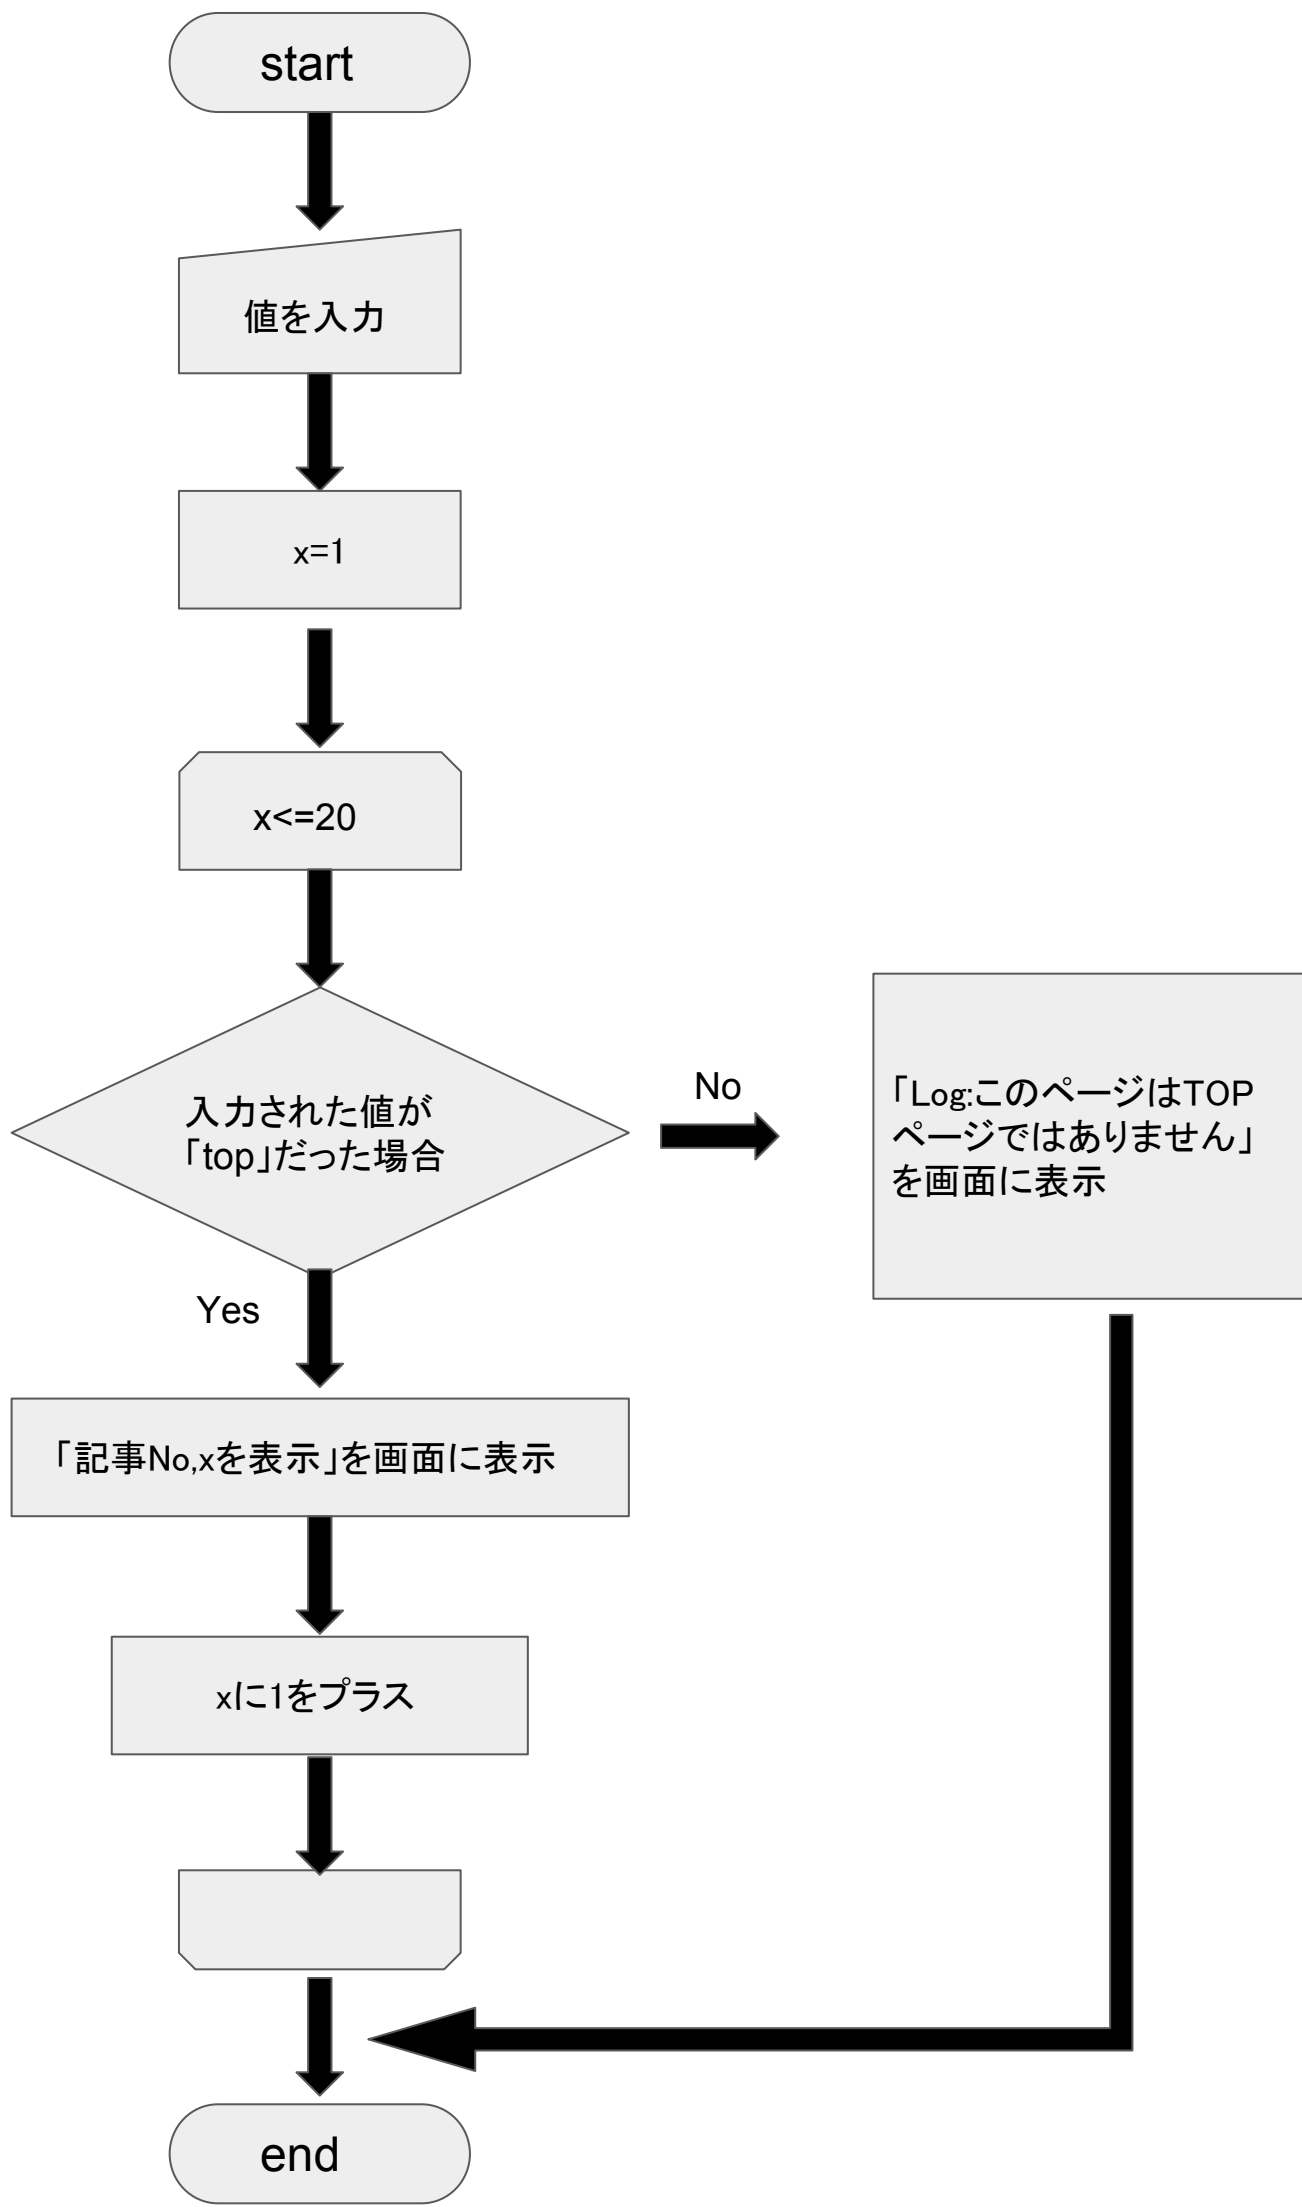 start
値を入力
x=1
x<=20
入力された値が
「top」だった場合
No
「Log:このページはTOP
ページではありません」
を画面に表示
Yes
「記事No,xを表示」を画面に表示
xに1をプラス
end